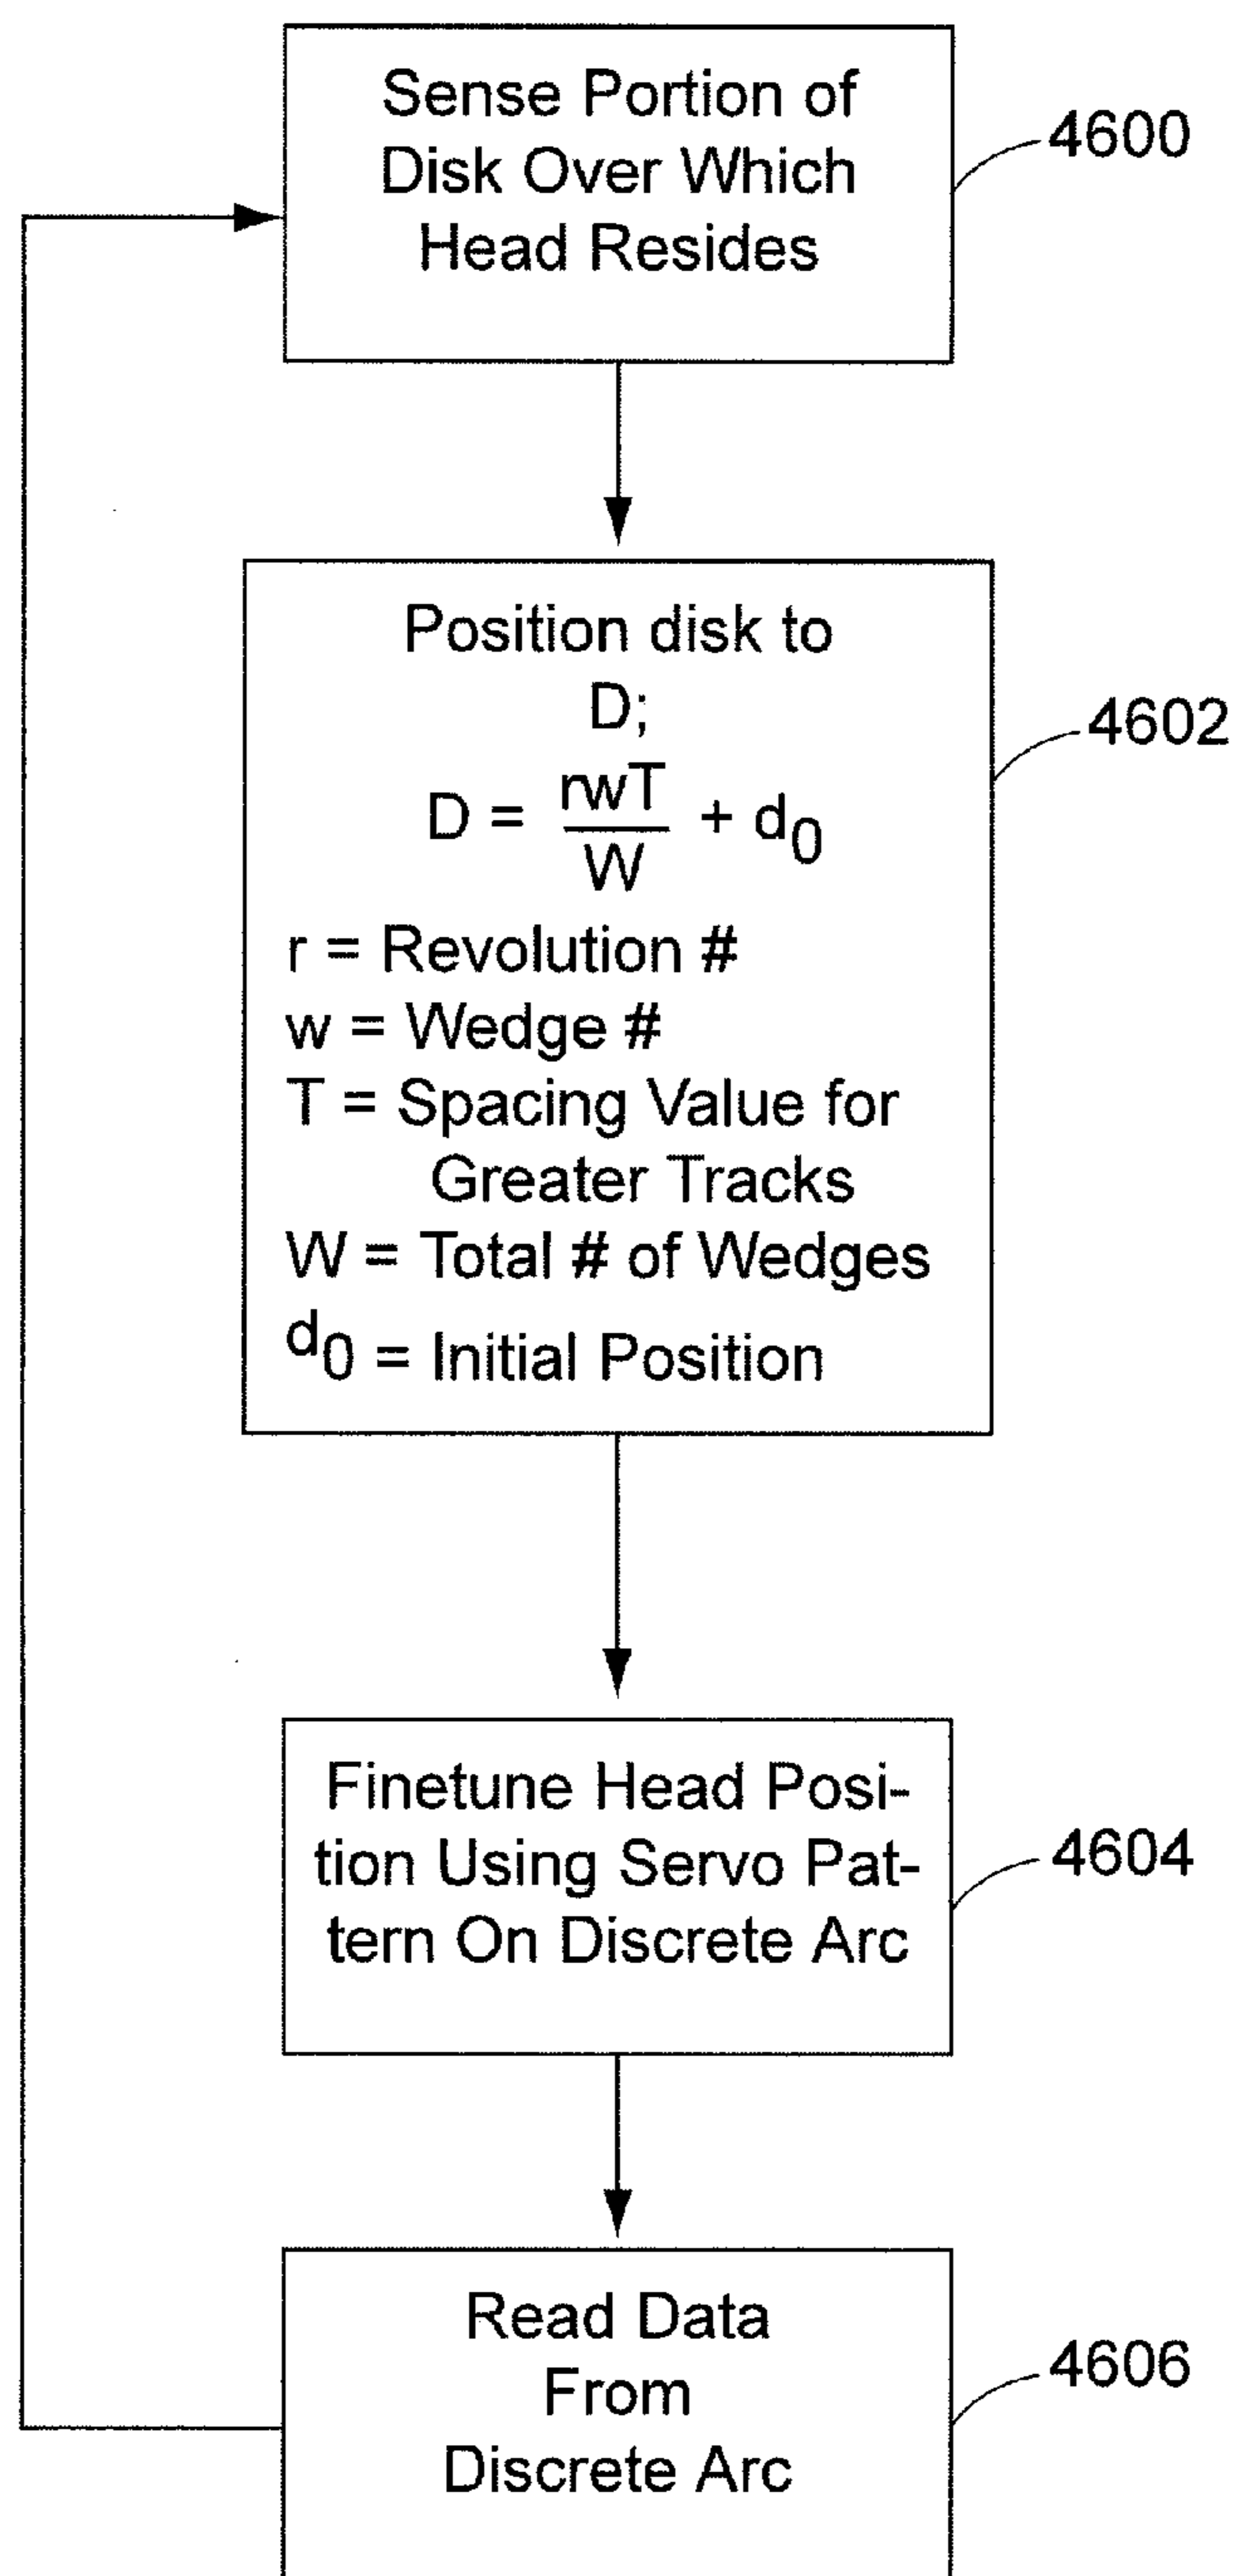 Sense Portion of
Disk Over Which
Head Resides
4600
Position disk to
D;
D = rwT/W + d0
4602
r = Revolution #
w = Wedge #
T = Spacing Value for
Greater Tracks
W = Total # of Wedges
d0 = Initial Position
Finetune Head Posi-
tion Using Servo Pat-
tern On Discrete Arc
4604
Read Data
From
Discrete Arc
4606